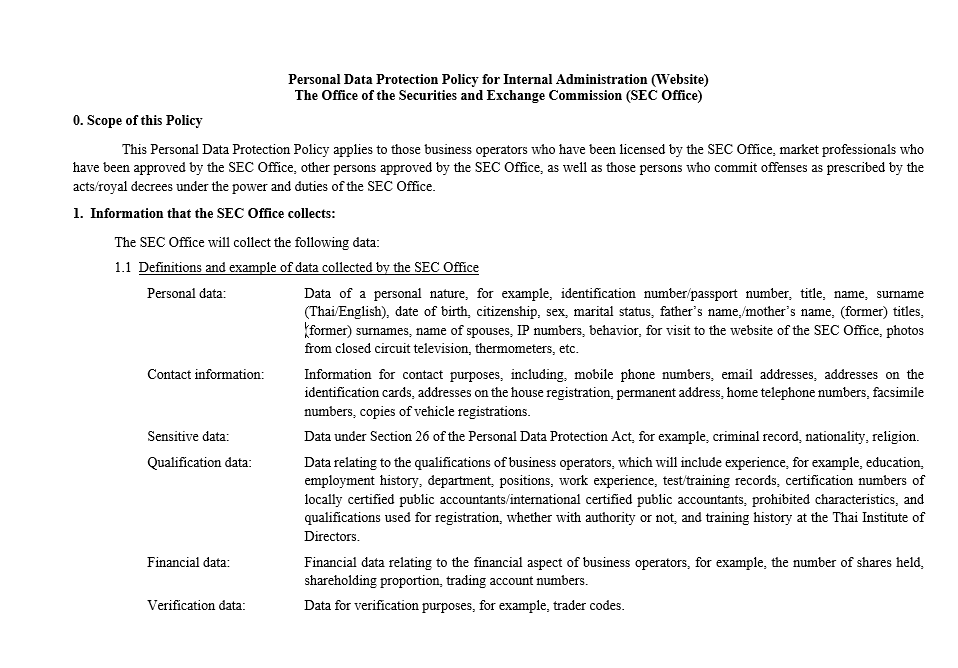 Personal Data Protection Policy for Internal Administration (Website)
The Office of the Securities and Exchange Commission (SEC Office)
0. Scope of this Policy
This Personal Data Protection Policy applies to those business operators who have been licensed by the SEC Office, market professionals who
have been approved by the SEC Office, other persons approved by the SEC Office, as well as those persons who commit offenses as prescribed by the
acts/royal decrees under the power and duties of the SEC Office.
1. Information that the SEC Office collects:
The SEC Office will collect the following data:
1.1 Definitions and example of data collected by the SEC Office
Personal data: Data of a personal nature, for example, identification number/passport number, title, name, surname
(Thai/English), date of birth, citizenship, sex, marital status, father's name,/mother's name, (former) titles,
(former) surnames, name of spouses, IP numbers, behavior, for visit to the website of the SEC Office, photos
from closed circuit television, thermometers, etc.
Contact information: Information for contact purposes, including, mobile phone numbers, email addresses, addresses on the
identification cards, addresses on the house registration, permanent address, home telephone numbers, facsimile
numbers, copies of vehicle registrations.
Sensitive data: Data under Section 26 of the Personal Data Protection Act, for example, criminal record, nationality, religion.
Qualification data: Data relating to the qualifications of business operators, which will include experience, for example, education,
employment history, department, positions, work experience, test/training records, certification numbers of
locally certified public accountants/international certified public accountants, prohibited characteristics, and
qualifications used for registration, whether with authority or not, and training history at the Thai Institute of
Directors.
Financial data: Financial data relating to the financial aspect of business operators, for example, the number of shares held,
shareholding proportion, trading account numbers.
Verification data: Data for verification purposes, for example, trader codes.